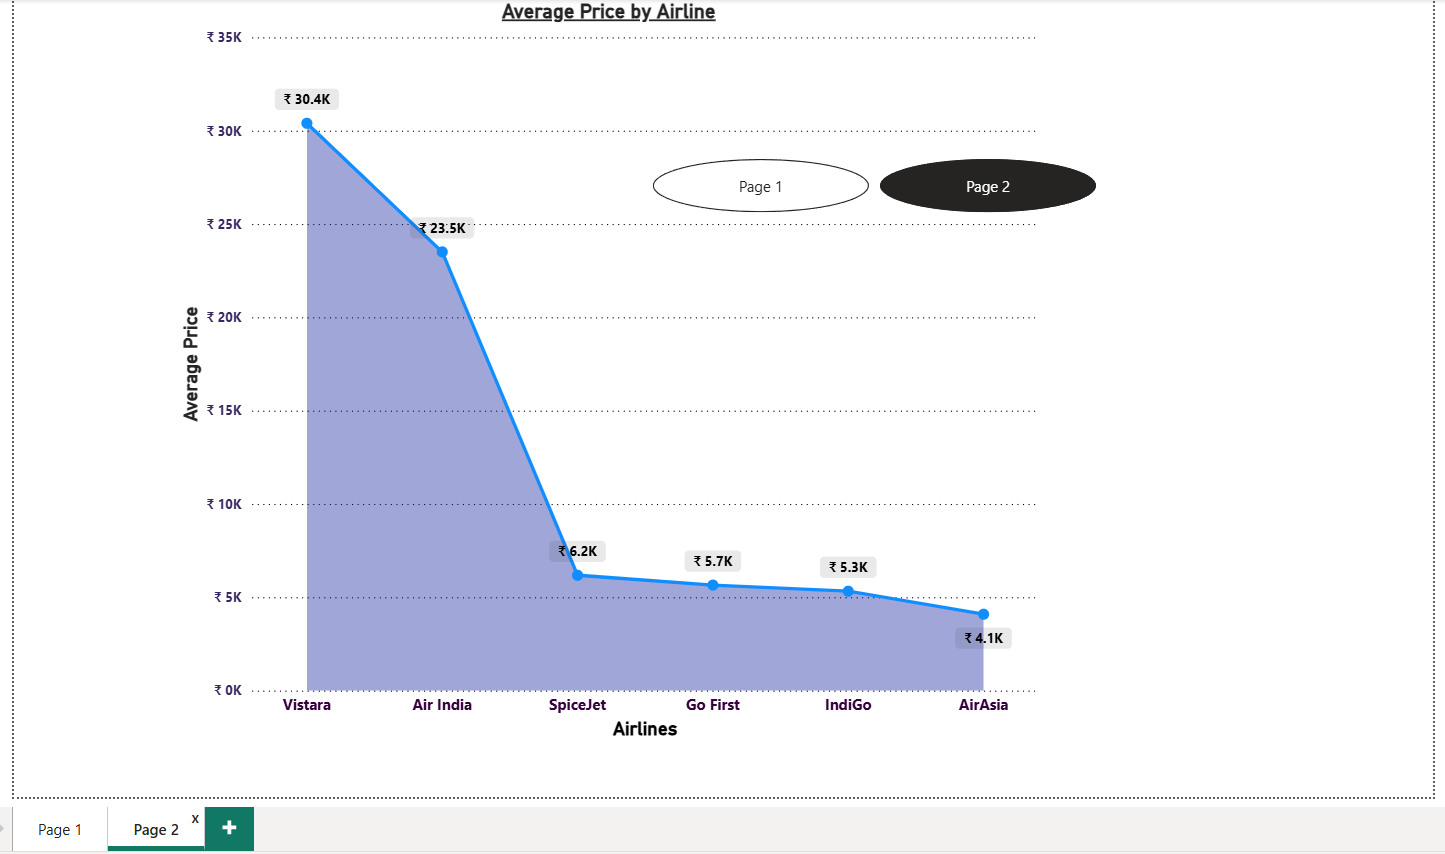 Average Price by Airline
₹ 35K
₹ 30.4K
₹ 30K
Page 1
Page 2
₹ 25K
₹ 23.5K
₹ 20K
Average Price
₹ 15K
₹ 10K
₹ 6.2K
₹ 5.7K
₹ 5.3K
₹ 5K
₹ 4.1K
₹ 0K
Vistara Air India SpiceJet Go First IndiGo AirAsia
Airlines
Page 1
Page 2 x
+